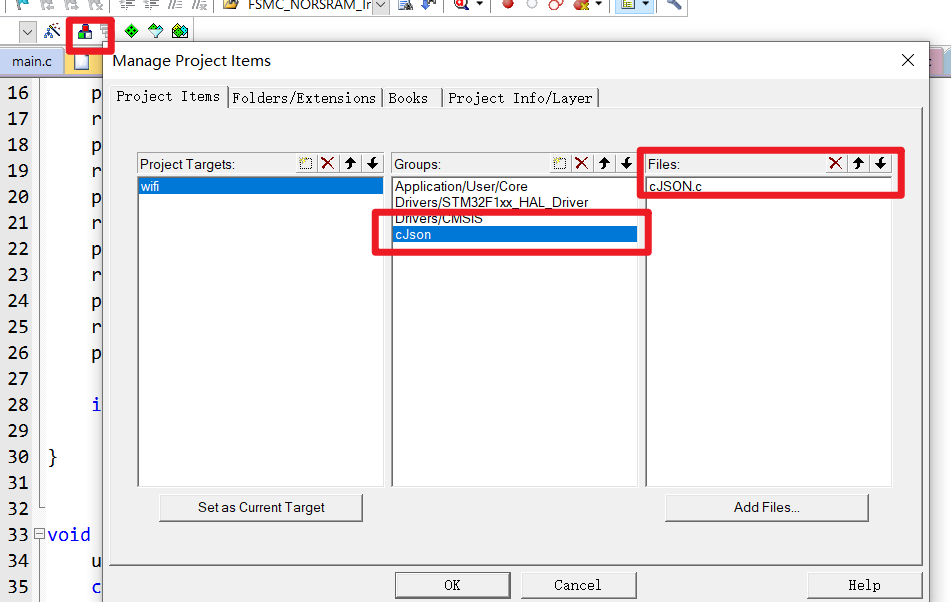 FSMC_NORSRAM_Ir
main.c
Manage Project Items
Project Items
Folders/Extensions
Books
Project Info/Layer
Project Targets:
Groups:
Files:
wifi
Application/User/Core
Drivers/STM32F1xx_HAL_Driver
Drivers/CMSIS
cJson
cJSON.c
16 p
17 r
18 p
19 r
20 p
21 r
22 p
23 r
24 p
25 r
26 p
27
28 i
29
30 }
31
32
33 void
34 u
35 c
Set as Current Target
Add Files...
OK
Cancel
Help